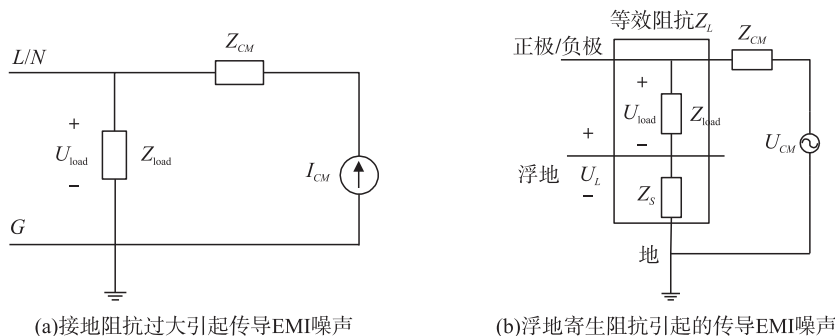 L/N
Z_CM
+
U_load
−
Z_load
I_CM
G
(a)接地阻抗过大引起传导EMI噪声
等效阻抗Z_L
正极/负极
Z_CM
+
U_load
−
Z_load
+
U_L
−
浮地
Z_S
U_CM
地
(b)浮地寄生阻抗引起的传导EMI噪声